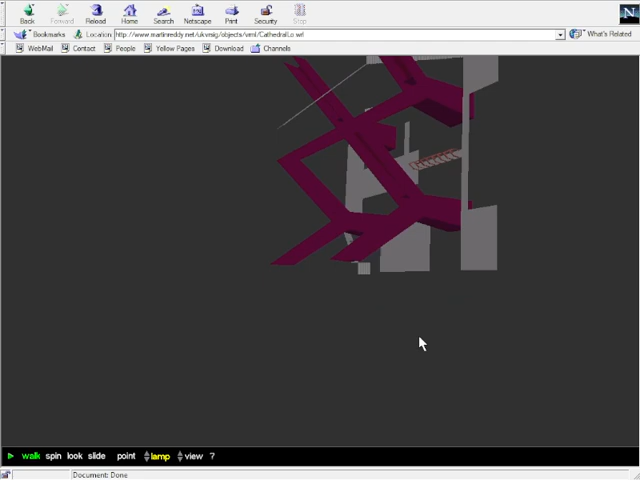 Back Forward Reload Home Search Netscape Print Security Stop
N
Bookmarks Location: http://www.martinreddy.net/ukvrsig/objects/vrml/CathedralLo.wrl What's Related
WebMail Contact People Yellow Pages Download Channels
walk spin look slide point lamp view ?
Document: Done